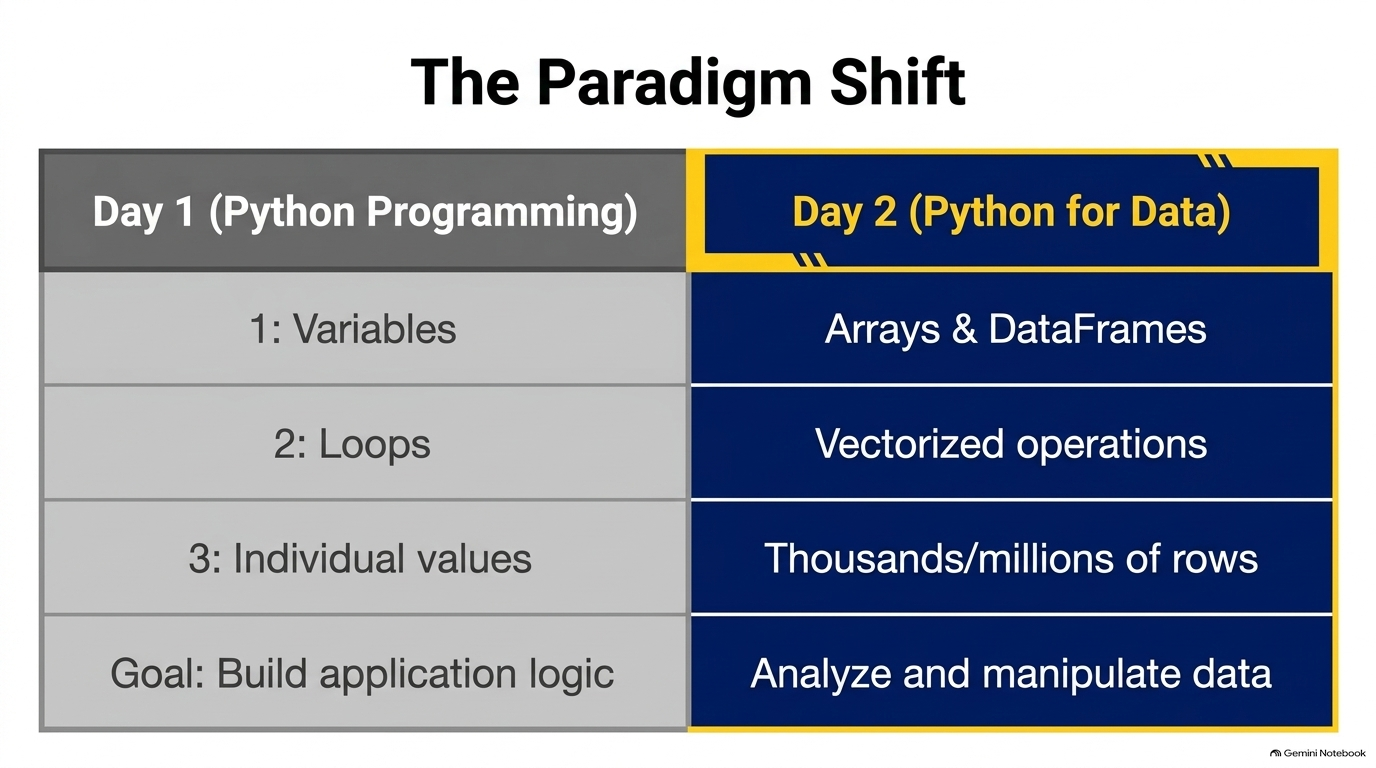 The Paradigm Shift
Day 1 (Python Programming)
Day 2 (Python for Data)
1: Variables
Arrays & DataFrames
2: Loops
Vectorized operations
3: Individual values
Thousands/millions of rows
Goal: Build application logic
Analyze and manipulate data
Gemini Notebook